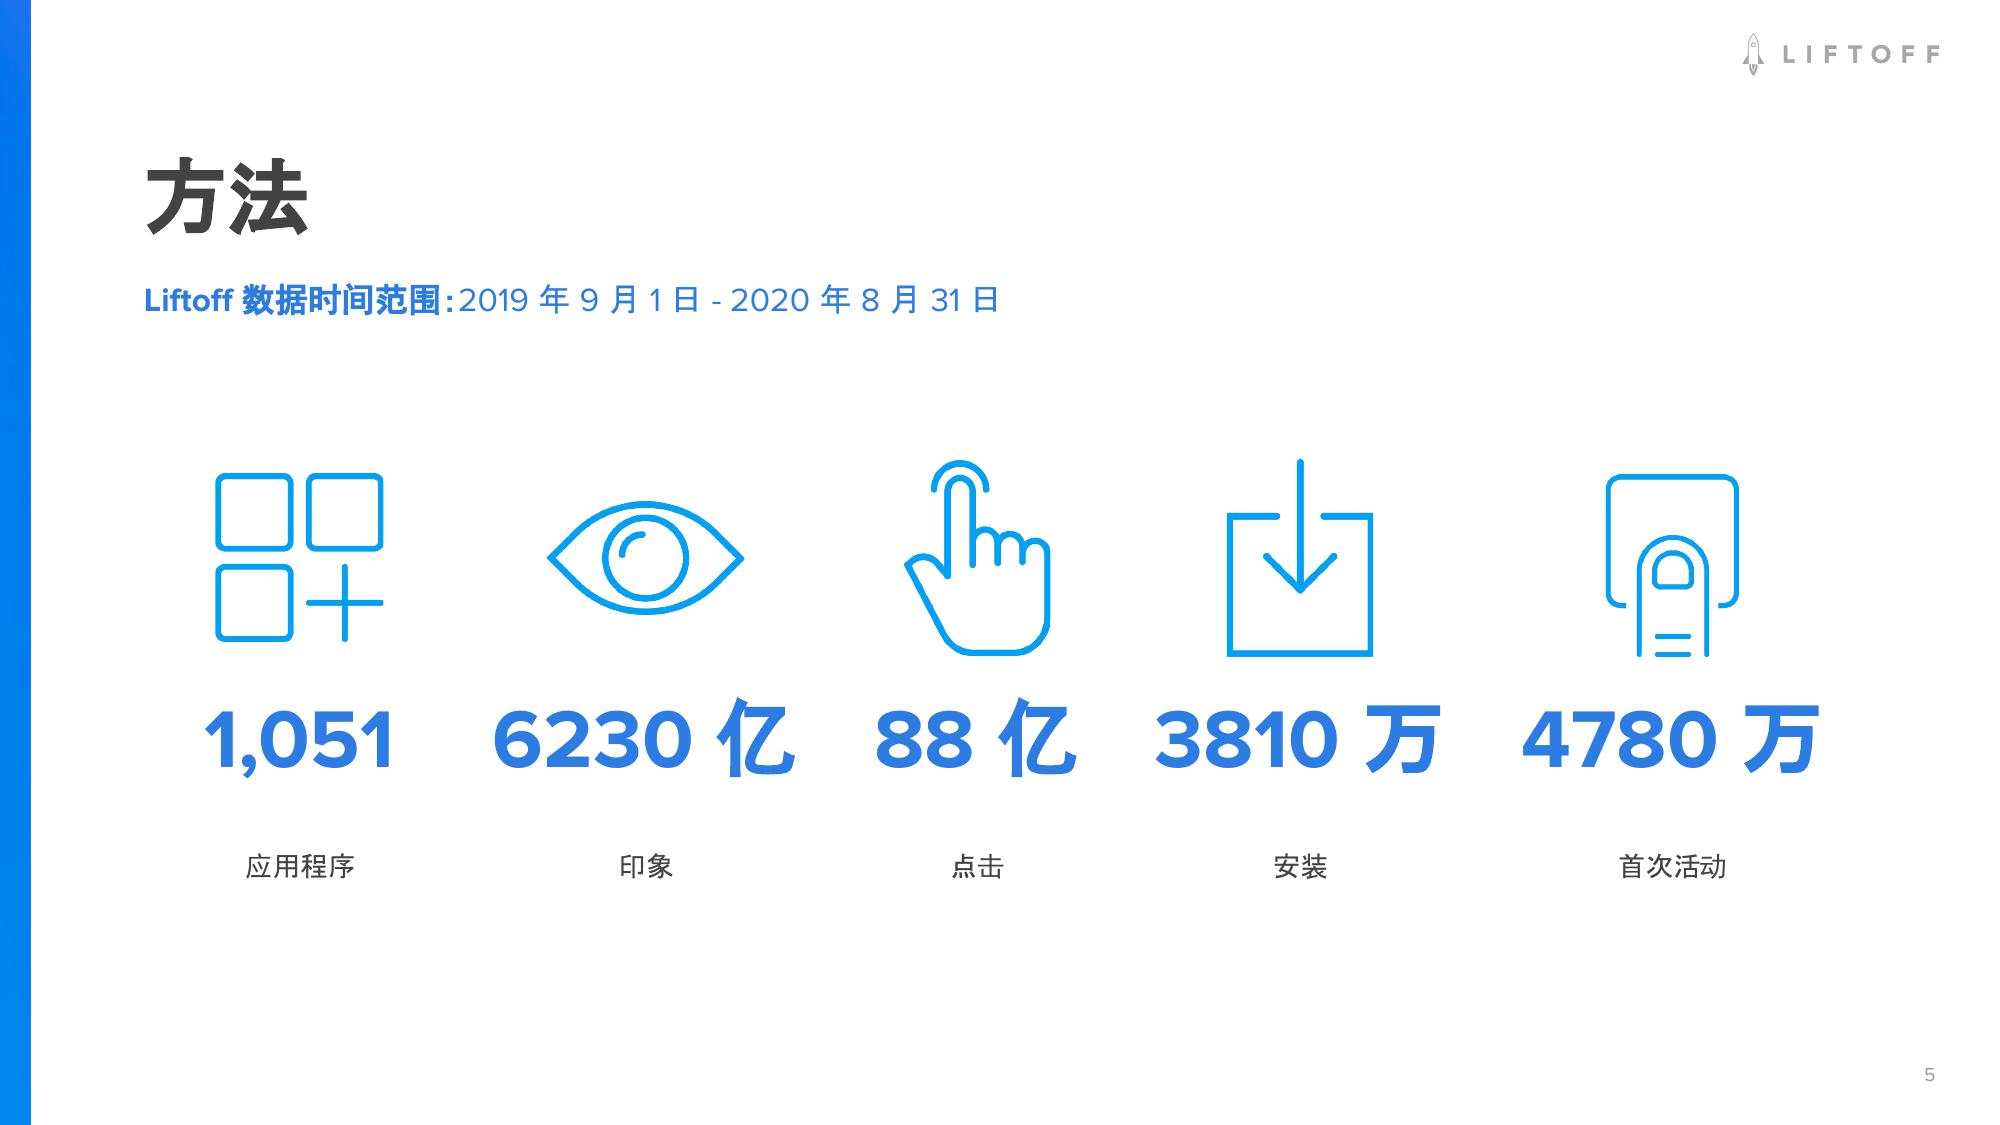 LIFTOFF
方法
Liftoff 数据时间范围:2019 年 9 月 1 日 - 2020 年 8 月 31 日
1,051 6230 亿 88 亿 3810 万 4780 万
应用程序 印象 点击 安装 首次活动
5